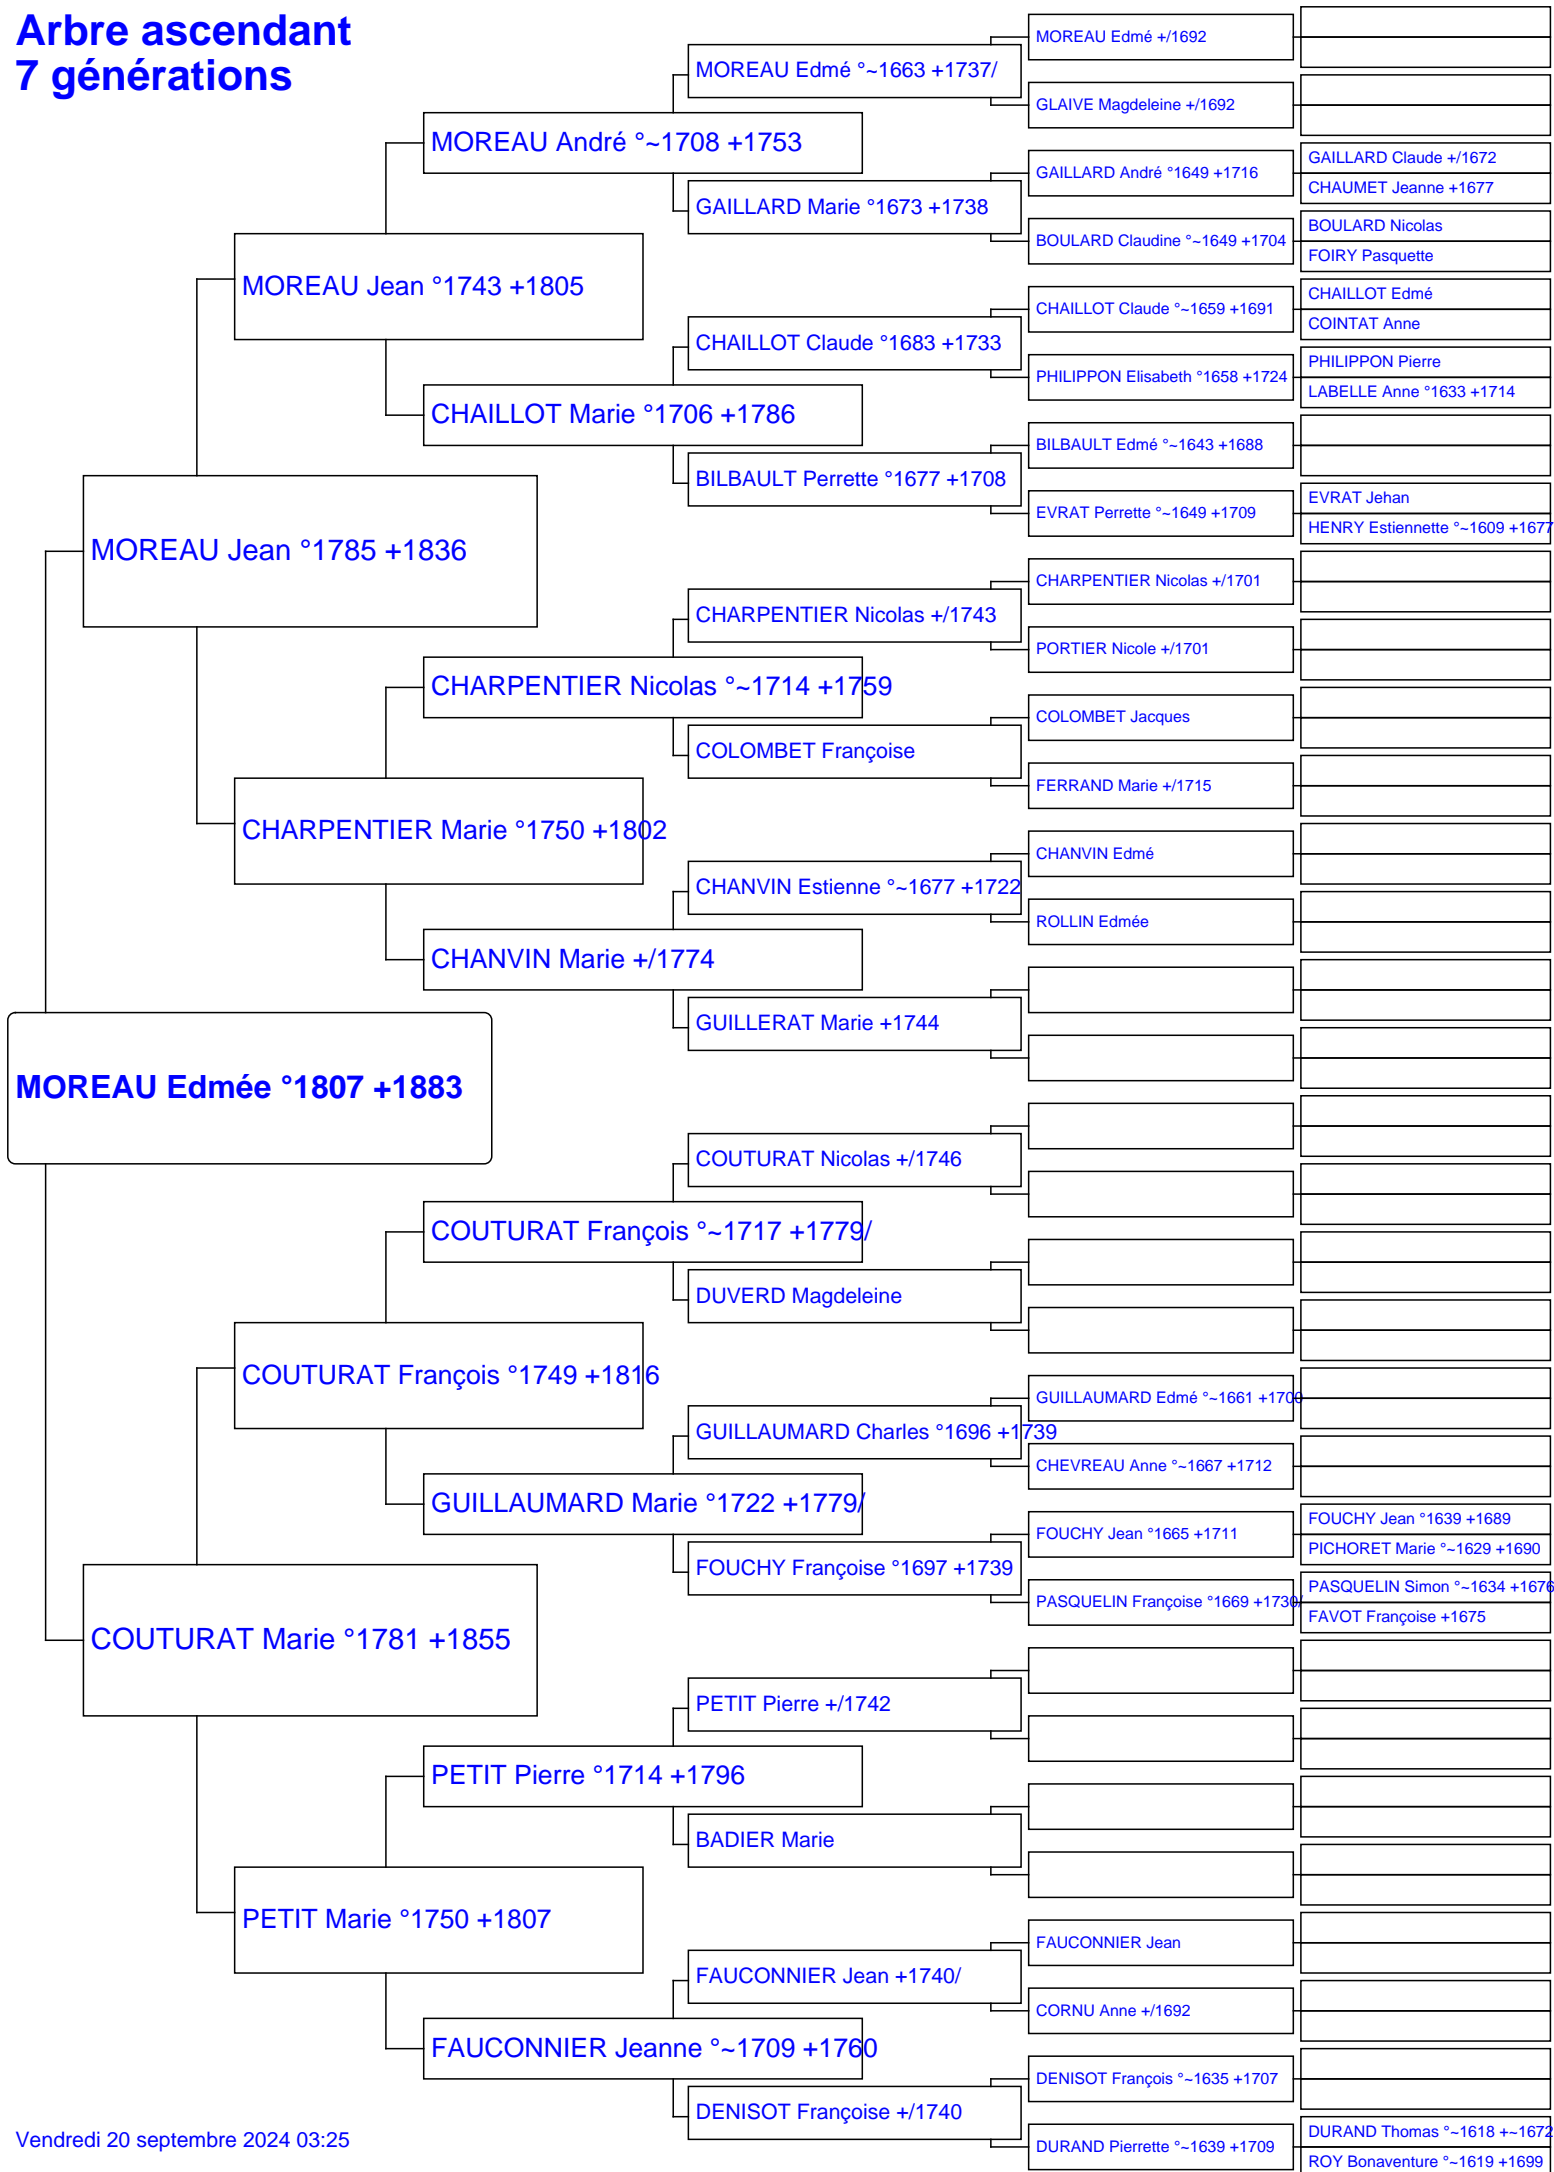 Arbre ascendant
7 générations
MOREAU Edmée °1807 +1883
MOREAU Jean °1785 +1836
COUTURAT Marie °1781 +1855
MOREAU Jean °1743 +1805
CHARPENTIER Marie °1750 +1802
COUTURAT François °1749 +1816
PETIT Marie °1750 +1807
MOREAU André °~1708 +1753
CHAILLOT Marie °1706 +1786
CHARPENTIER Nicolas °~1714 +1759
CHANVIN Marie +/1774
COUTURAT François °~1717 +1779/
GUILLAUMARD Marie °1722 +1779/
PETIT Pierre °1714 +1796
FAUCONNIER Jeanne °~1709 +1760
MOREAU Edmé °~1663 +1737/
GAILLARD Marie °1673 +1738
CHAILLOT Claude °1683 +1733
BILBAULT Perrette °1677 +1708
CHARPENTIER Nicolas +/1743
COLOMBET Françoise
CHANVIN Estienne °~1677 +1722
GUILLERAT Marie +1744
COUTURAT Nicolas +/1746
DUVERD Magdeleine
GUILLAUMARD Charles °1696 +1739
FOUCHY Françoise °1697 +1739
PETIT Pierre +/1742
BADIER Marie
FAUCONNIER Jean +1740/
DENISOT Françoise +/1740
MOREAU Edmé +/1692
GLAIVE Magdeleine +/1692
GAILLARD André °1649 +1716
BOULARD Claudine °~1649 +1704
CHAILLOT Claude °~1659 +1691
PHILIPPON Elisabeth °1658 +1724
BILBAULT Edmé °~1643 +1688
EVRAT Perrette °~1649 +1709
CHARPENTIER Nicolas +/1701
PORTIER Nicole +/1701
COLOMBET Jacques
FERRAND Marie +/1715
CHANVIN Edmé
ROLLIN Edmée
GUILLAUMARD Edmé °~1661 +1700
CHEVREAU Anne °~1667 +1712
FOUCHY Jean °1665 +1711
PASQUELIN Françoise °1669 +1730/
FAUCONNIER Jean
CORNU Anne +/1692
DENISOT François °~1635 +1707
DURAND Pierrette °~1639 +1709
GAILLARD Claude +/1672
CHAUMET Jeanne +1677
BOULARD Nicolas
FOIRY Pasquette
CHAILLOT Edmé
COINTAT Anne
PHILIPPON Pierre
LABELLE Anne °1633 +1714
EVRAT Jehan
HENRY Estiennette °~1609 +1677
FOUCHY Jean °1639 +1689
PICHORET Marie °~1629 +1690
PASQUELIN Simon °~1634 +1676
FAVOT Françoise +1675
DURAND Thomas °~1618 +~1672
ROY Bonaventure °~1619 +1699
Vendredi 20 septembre 2024 03:25